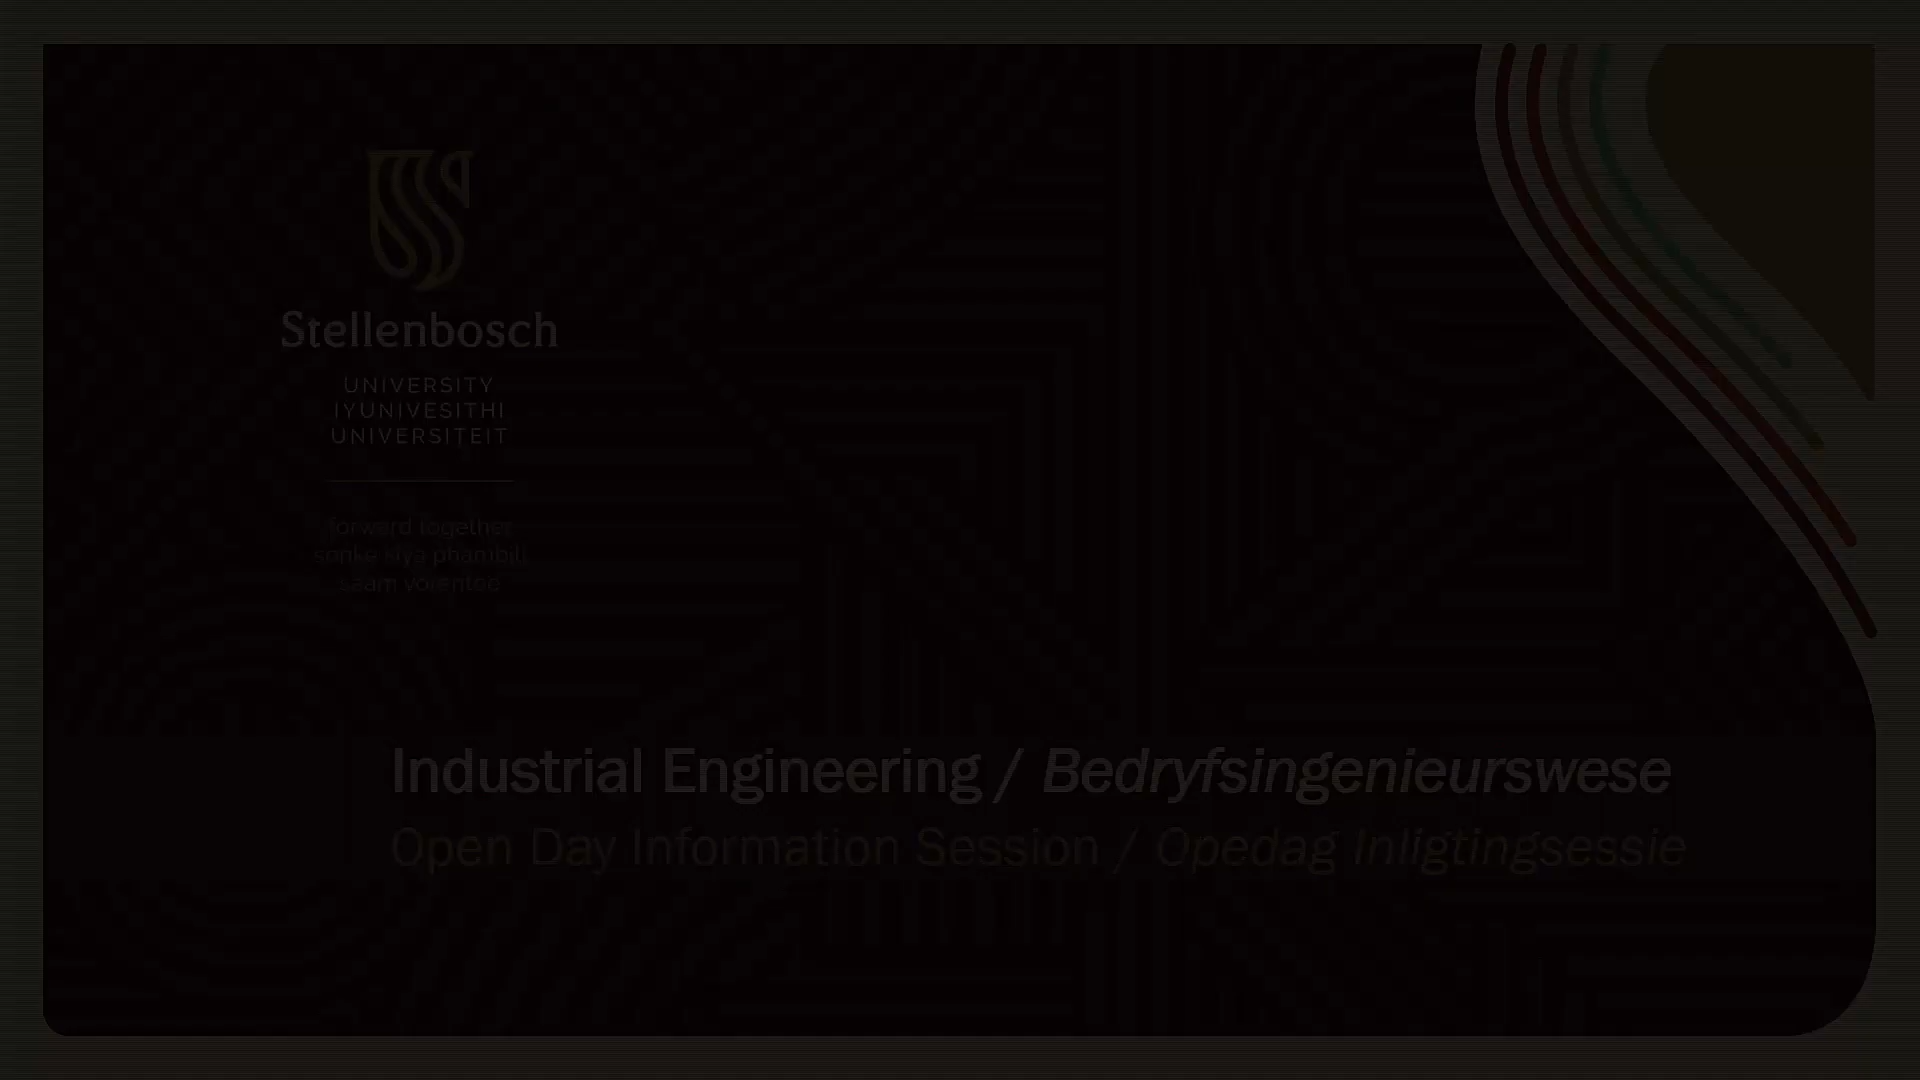 Stellenbosch
UNIVERSITY
IYUNIVESITHI
UNIVERSITEIT
forward together
sonke siya phambili
saam vorentoe
Industrial Engineering / Bedryfsingenieurswese
Open Day Information Session / Opedag Inligtingsessie